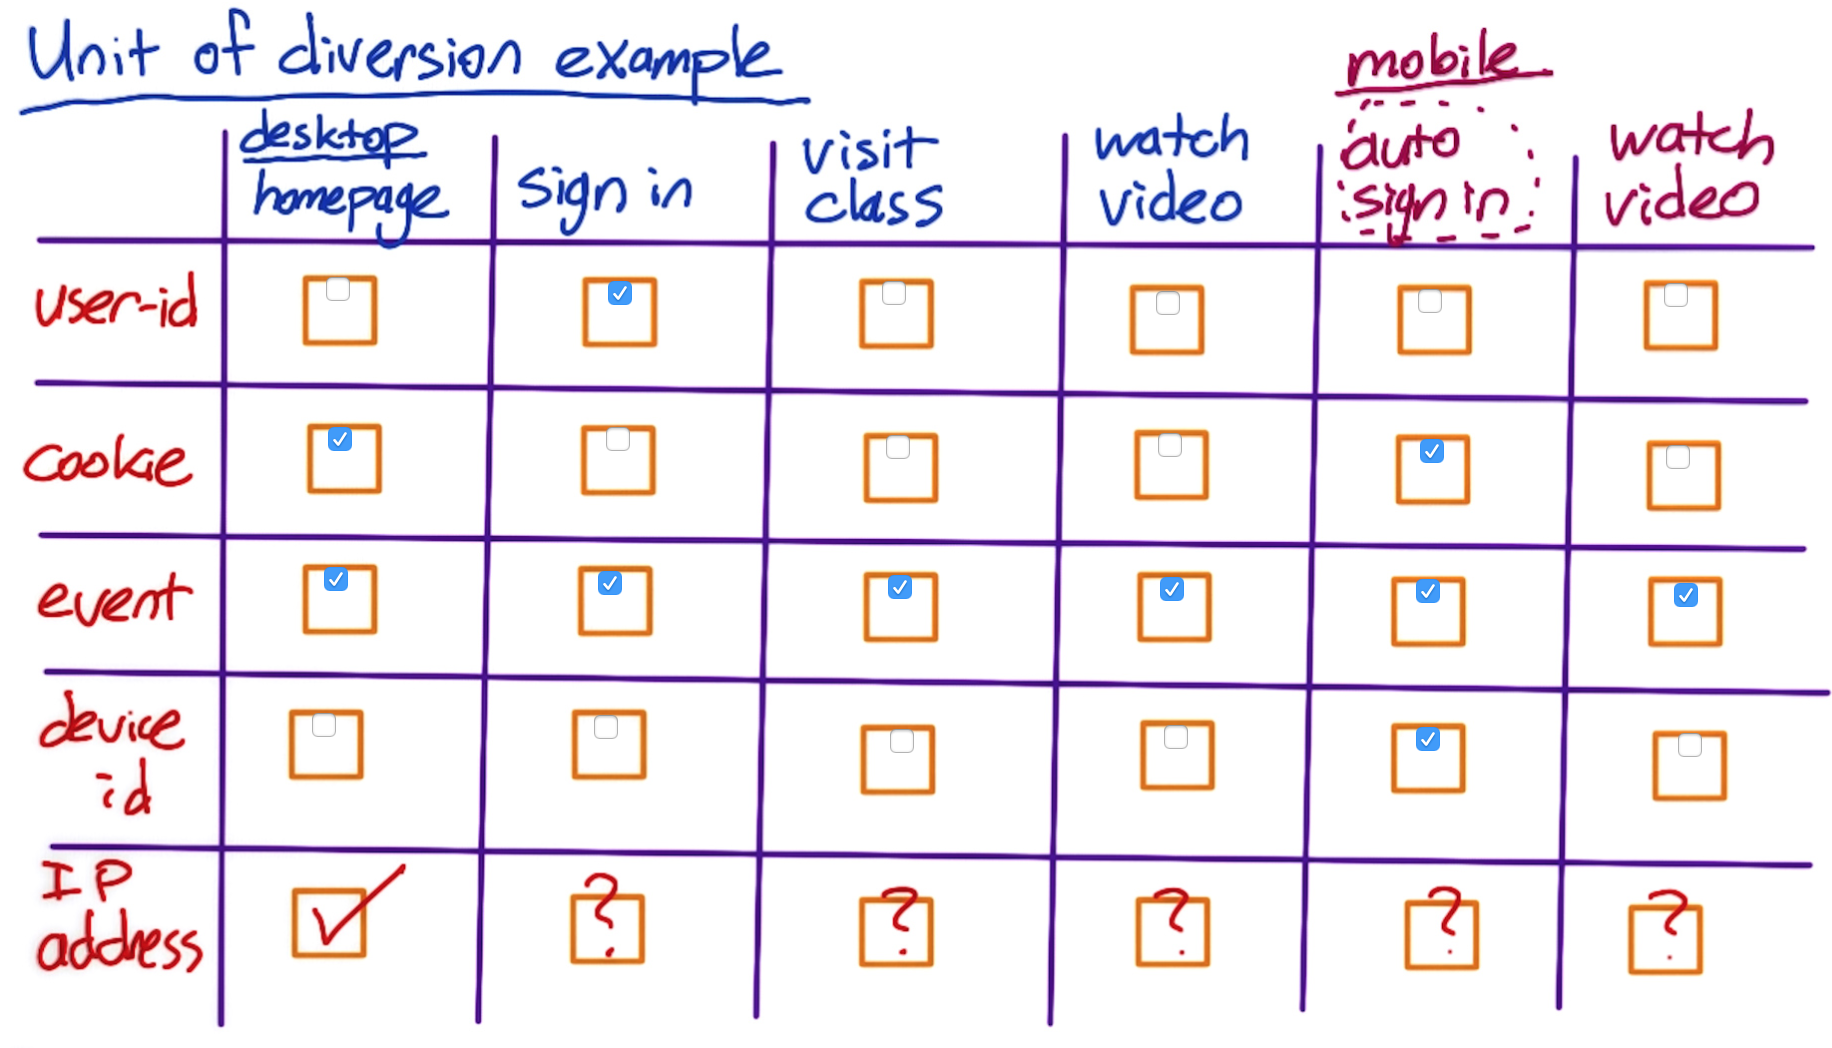 Unit of diversion example
mobile
desktop
homepage
sign in
visit
class
watch
video
auto
sign in
watch
video
user-id
cookie
event
device
id
IP
address
? ? ? ? ?